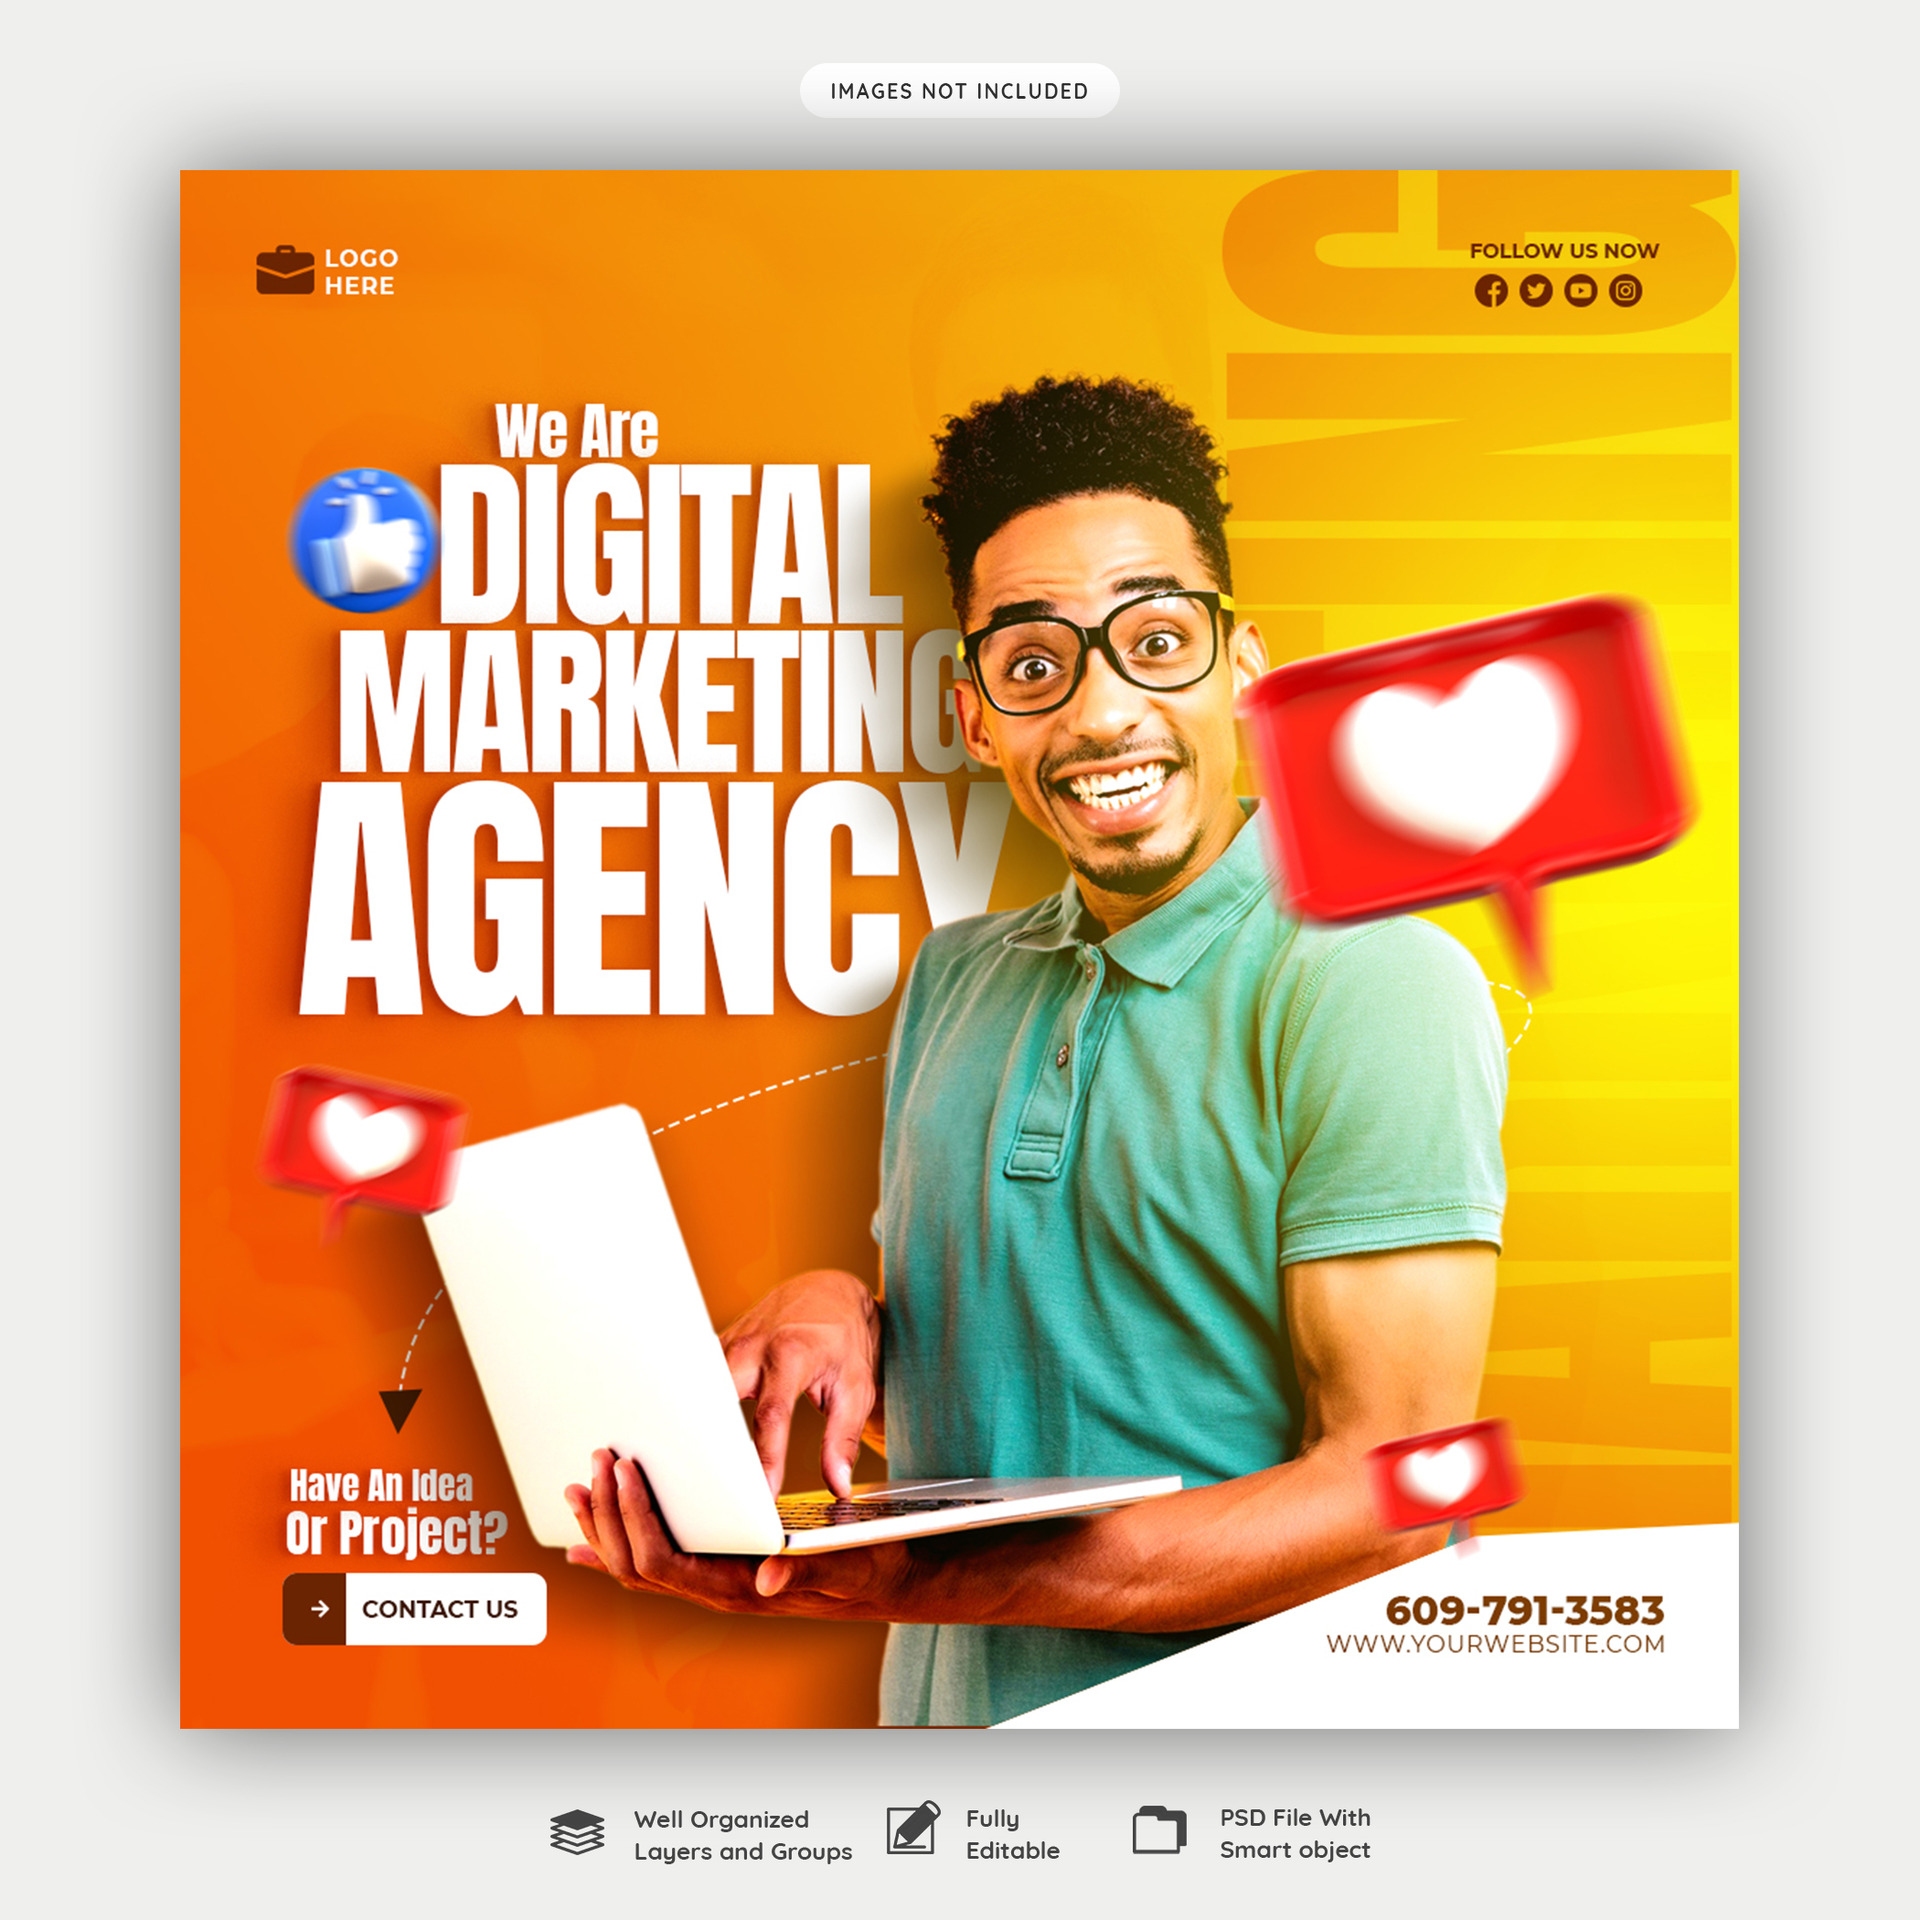 IMAGES NOT INCLUDED
LOGO
HERE
FOLLOW US NOW
We Are
DIGITAL
MARKETING
AGENCY
Have An Idea
Or Project?
CONTACT US
609-791-3583
WWW.YOURWEBSITE.COM
Well Organized
Layers and Groups
Fully
Editable
PSD File With
Smart object